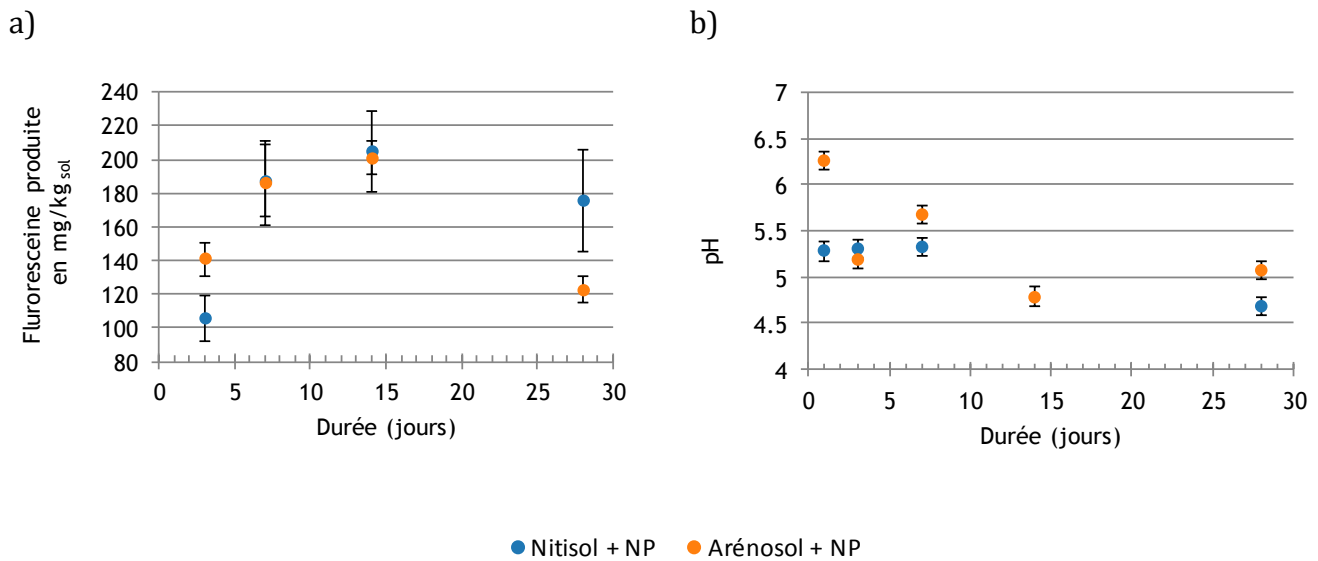 a)
b)
Fluroresceine produite
en mg/kg sol
240
220
200
180
160
140
120
100
80
0 5 10 15 20 25 30
Durée (jours)
pH
7
6.5
6
5.5
5
4.5
4
0 5 10 15 20 25 30
Durée (jours)
Nitisol + NP Arénosol + NP